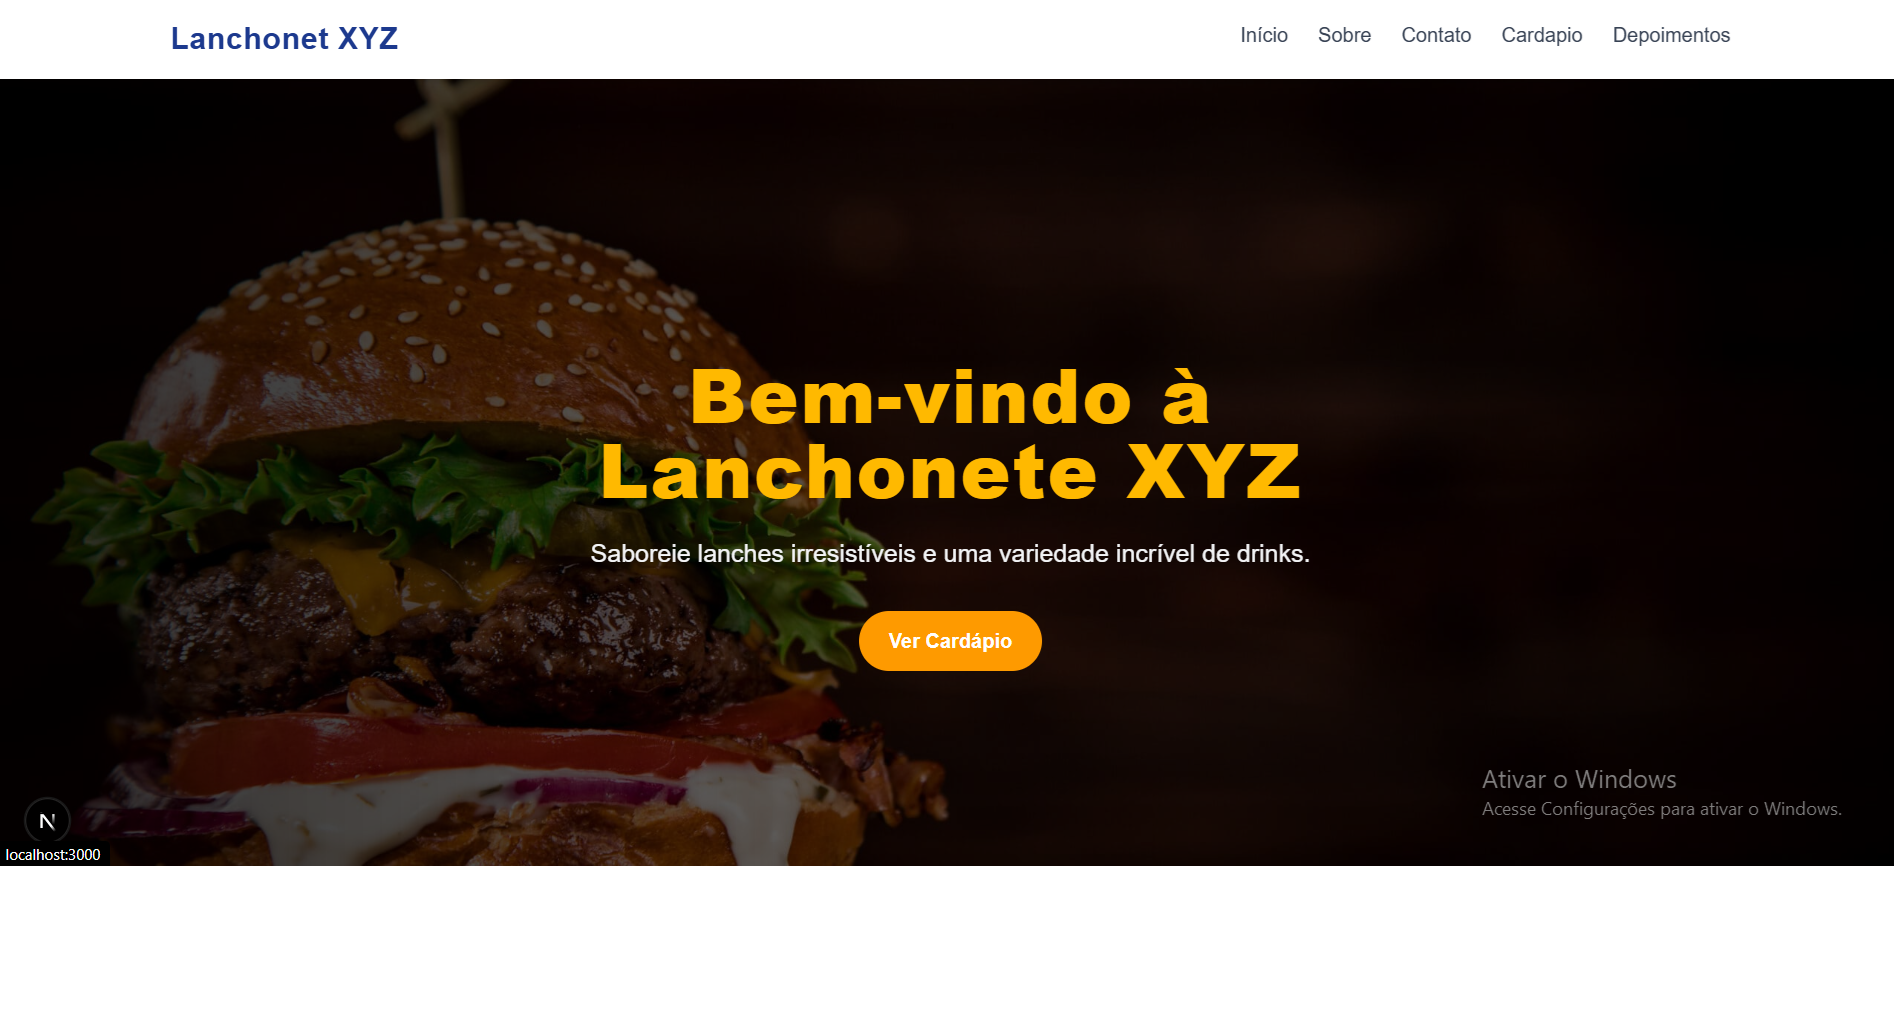 Lanchonet XYZ
Início Sobre Contato Cardapio Depoimentos
Bem-vindo à
Lanchonete XYZ
Saboreie lanches irresistíveis e uma variedade incrível de drinks.
Ver Cardápio
Ativar o Windows
Acesse Configurações para ativar o Windows.
N
localhost:3000